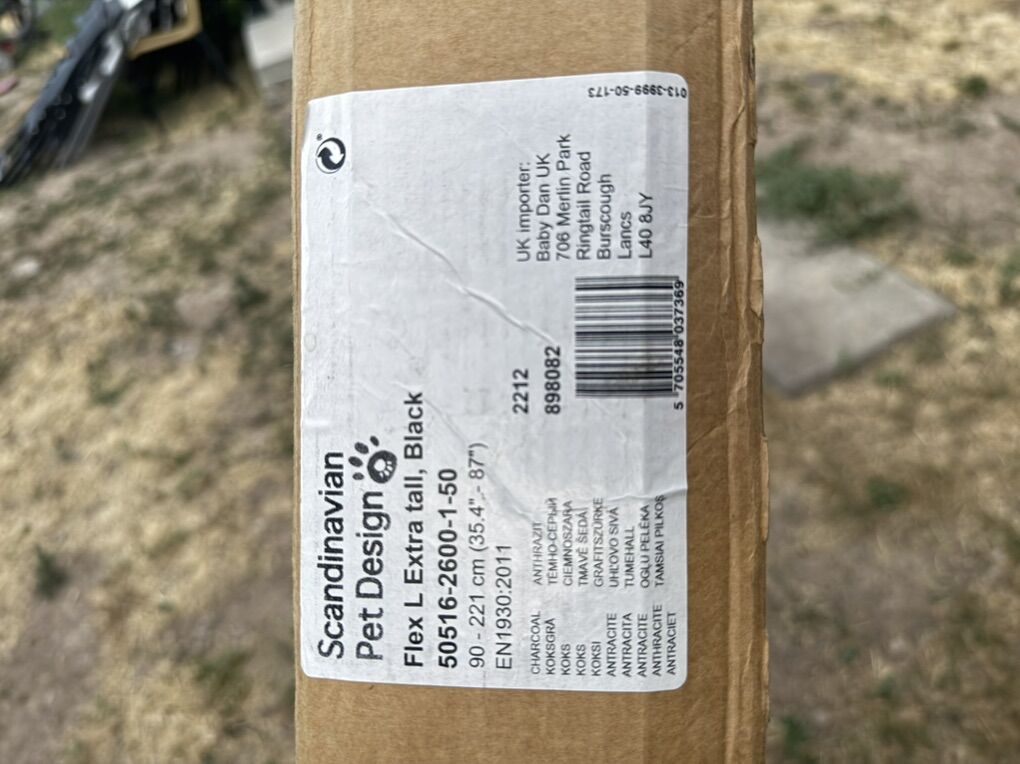 Scandinavian
Pet Design
®
Flex L Extra tall, Black
50516-2600-1-50
90 - 221 cm (35.4" - 87")
EN1930:2011
2212
898082
UK importer:
Baby Dan UK
706 Merlin Park
Ringtail Road
Burscough
Lancs
L40 8JY
CHARCOAL
KOKSGRÅ
KOKS
KOKS
KOKSI
ANTRACITE
ANTRACITA
ANTRACITE
ANTHRACITE
ANTRACIET
ANTHRAZIT
ТЁМНО-СЕРЫЙ
CIEMNOSZARA
TMAVĚ ŠEDÁ
GRAFITSZÜRKE
UHĽOVO SIVÁ
TUMEHALL
OGĻU PELĒKA
TAMSIAI PILKOS
5 705548 037369
013-3999-50-173